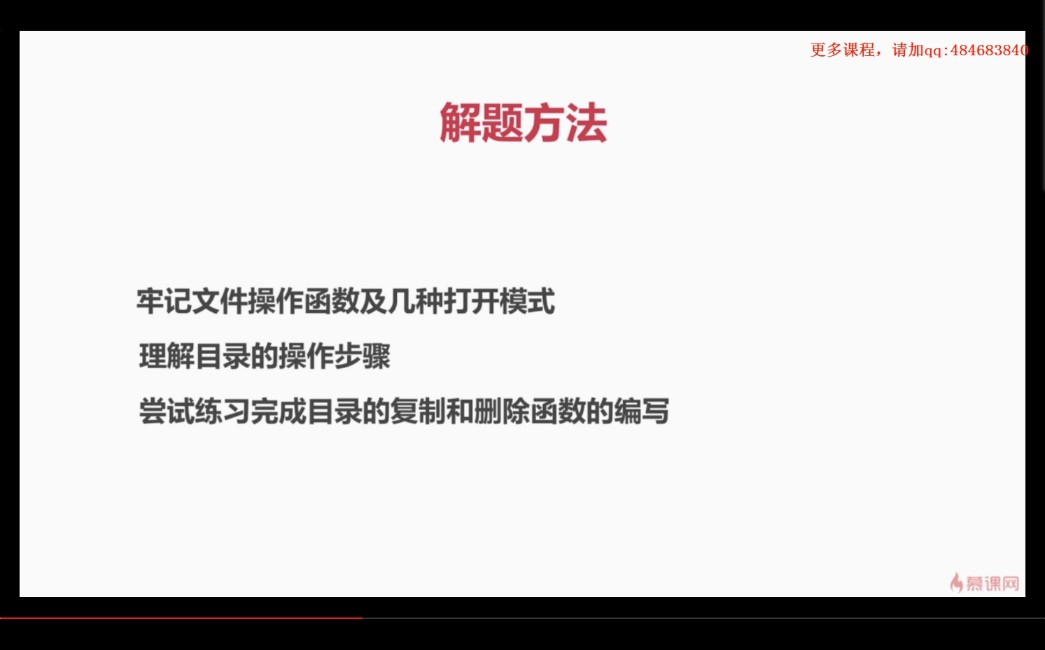 更多课程，请加qq:484683840
解题方法
牢记文件操作函数及几种打开模式
理解目录的操作步骤
尝试练习完成目录的复制和删除函数的编写
慕课网